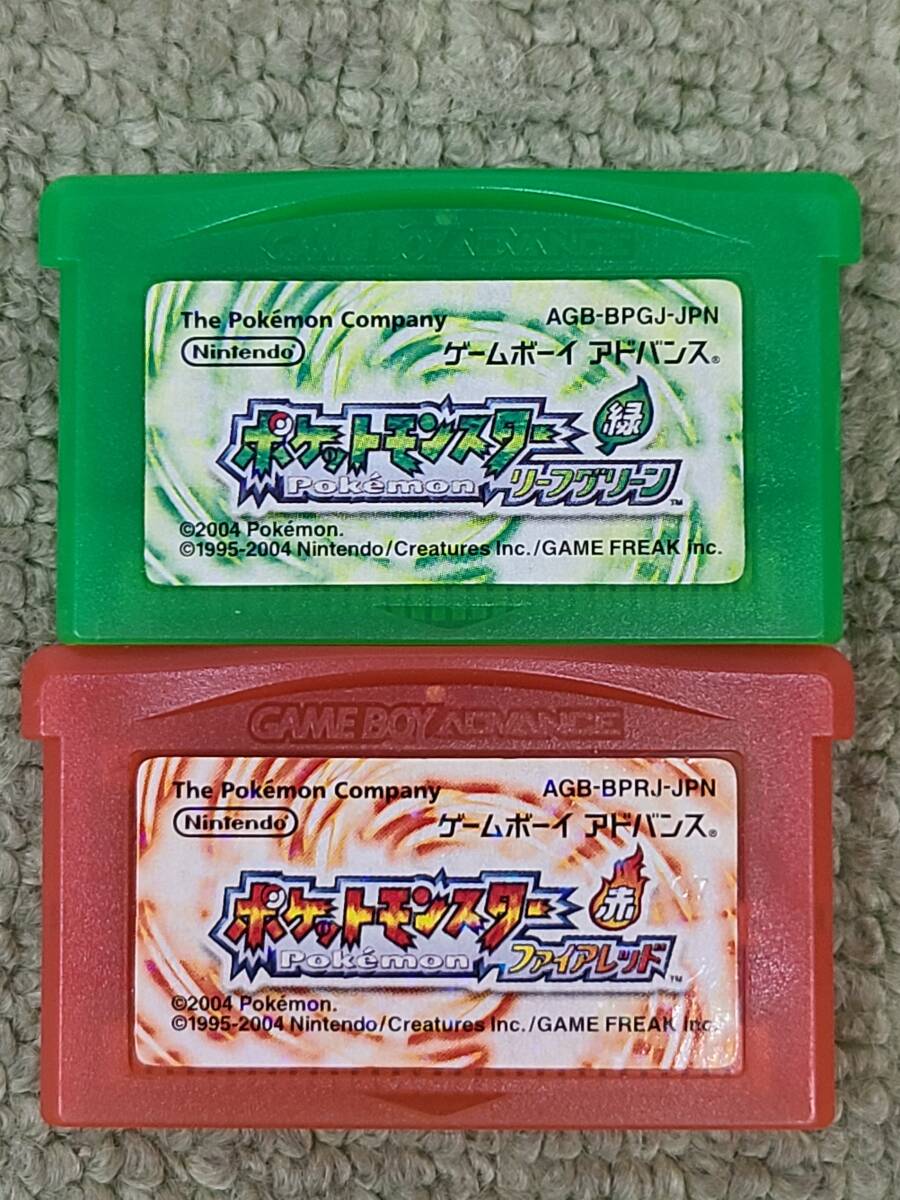 GAME BOY ADVANCE
The Pokémon Company AGB-BPGJ-JPN
Nintendo ゲームボーイ アドバンス®
ポケットモンスター 緑
Pokémon リーフグリーン™
©2004 Pokémon.
©1995-2004 Nintendo/Creatures Inc./GAME FREAK inc.
GAME BOY ADVANCE
The Pokémon Company AGB-BPRJ-JPN
Nintendo ゲームボーイ アドバンス®
ポケットモンスター 赤
Pokémon ファイアレッド™
©2004 Pokémon.
©1995-2004 Nintendo/Creatures Inc./GAME FREAK inc.